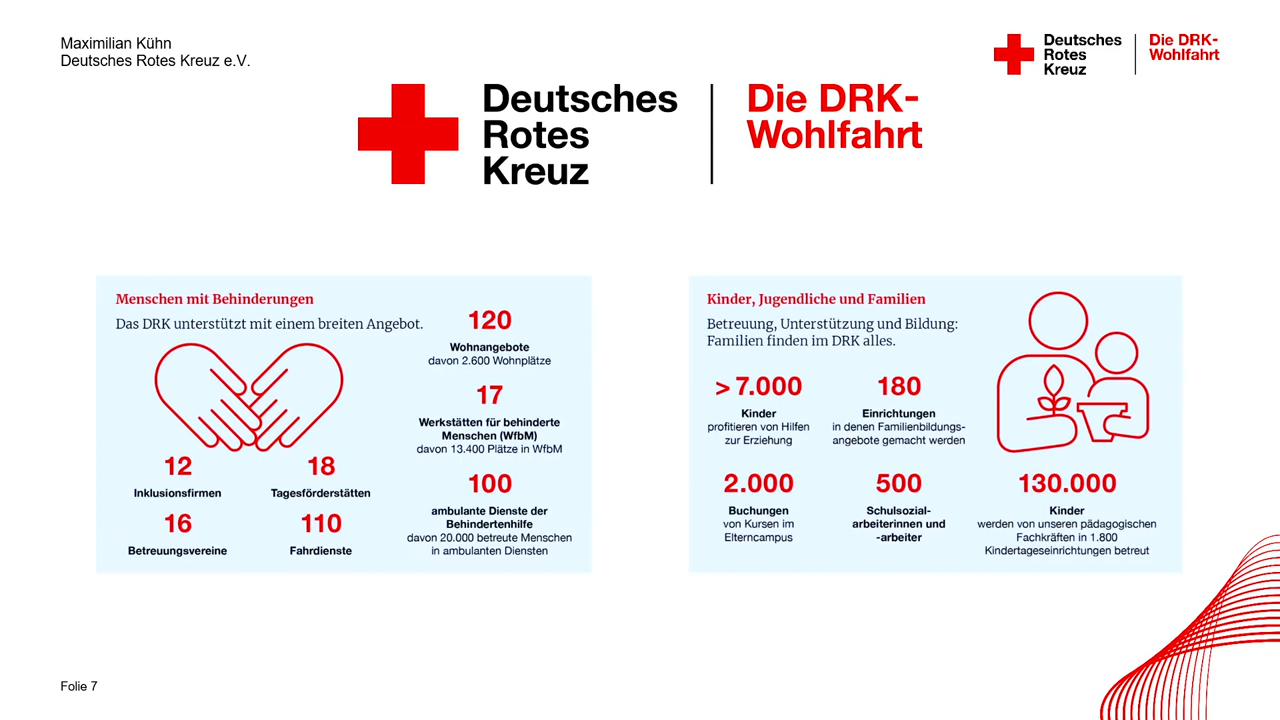 Maximilian Kühn
Deutsches Rotes Kreuz e.V.
Deutsches
Rotes
Kreuz
Die DRK-
Wohlfahrt
Deutsches
Rotes
Kreuz
Die DRK-
Wohlfahrt
Menschen mit Behinderungen
Das DRK unterstützt mit einem breiten Angebot.
120
Wohnangebote
davon 2.600 Wohnplätze
17
Werkstätten für behinderte
Menschen (WfbM)
davon 13.400 Plätze in WfbM
12
Inklusionsfirmen
18
Tagesförderstätten
16
Betreuungsvereine
110
Fahrdienste
100
ambulante Dienste der
Behindertenhilfe
davon 20.000 betreute Menschen
in ambulanten Diensten
Kinder, Jugendliche und Familien
Betreuung, Unterstützung und Bildung:
Familien finden im DRK alles.
> 7.000
Kinder
profitieren von Hilfen
zur Erziehung
180
Einrichtungen
in denen Familienbildungs-
angebote gemacht werden
2.000
Buchungen
von Kursen im
Elterncampus
500
Schulsozial-
arbeiterinnen und
-arbeiter
130.000
Kinder
werden von unseren pädagogischen
Fachkräften in 1.800
Kindertageseinrichtungen betreut
Folie 7